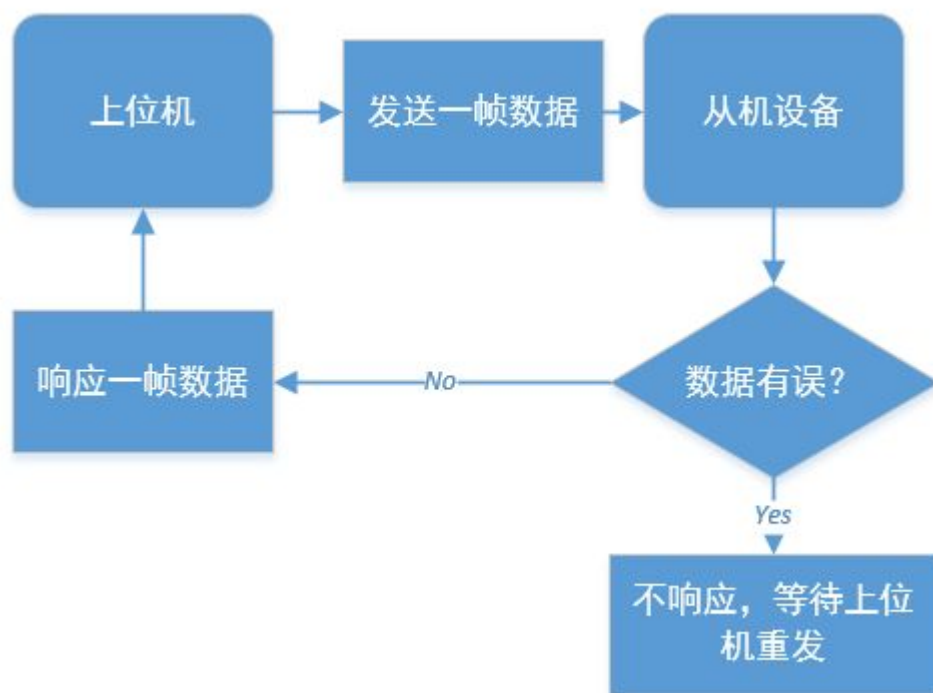 上位机
发送一帧数据
从机设备
响应一帧数据
No
数据有误？
Yes
不响应，等待上位
机重发